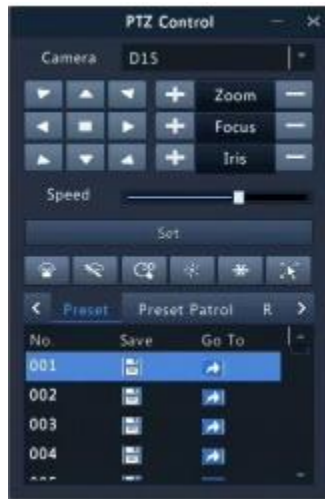 PTZ Control
Camera D1S
Zoom
Focus
Iris
Speed
Set
Preset Preset Patrol R
No. Save Go To
001
002
003
004